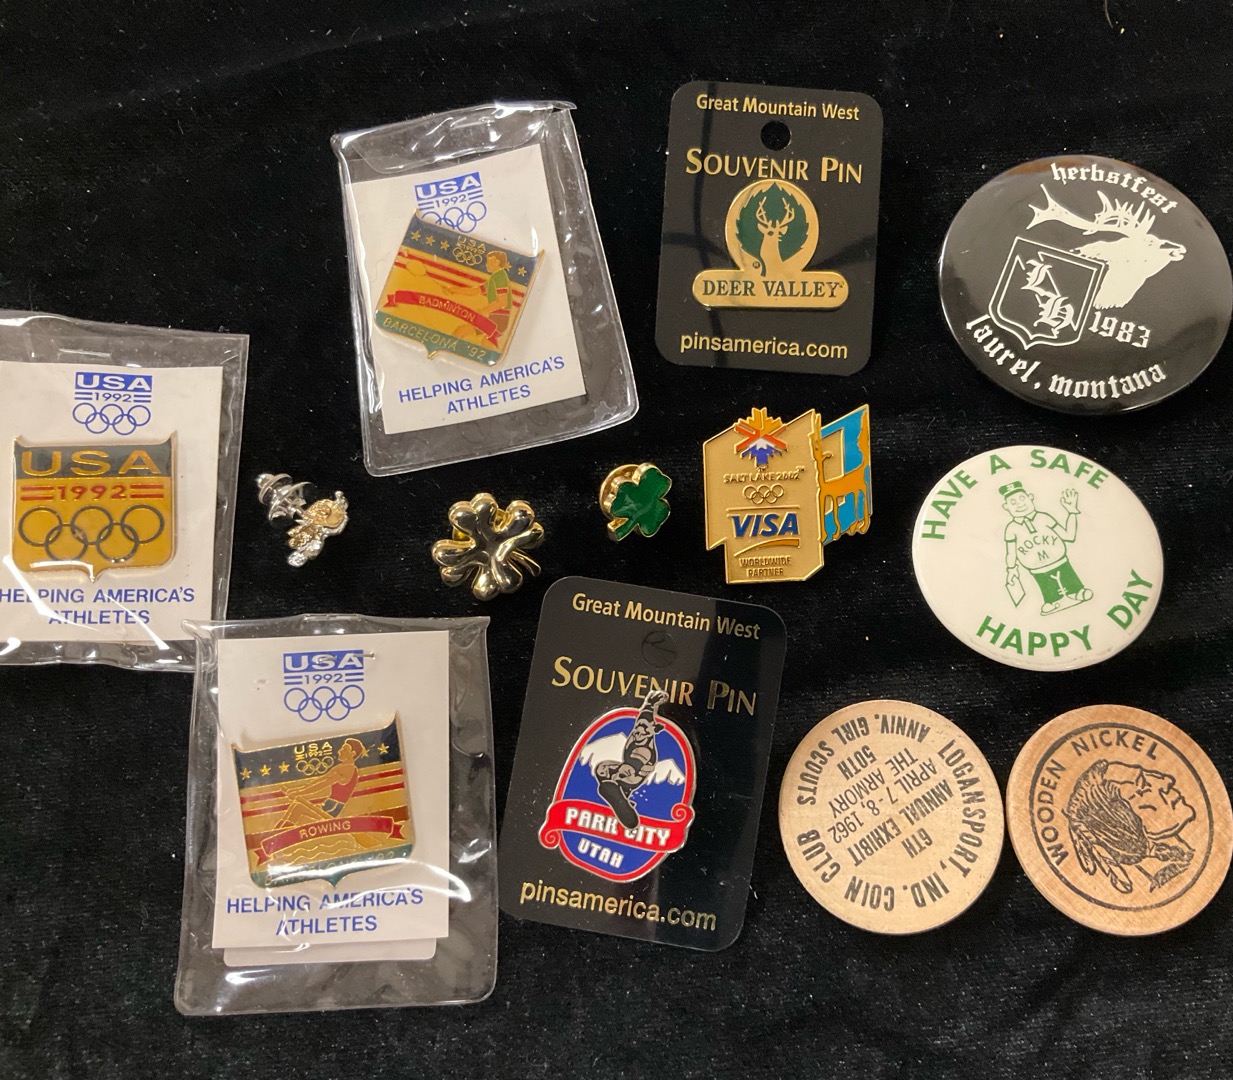 USA
1992
USA
BADMINTON
BARCELONA '92
HELPING AMERICA'S
ATHLETES
Great Mountain West
SOUVENIR PIN
DEER VALLEY
pinsamerica.com
herbstfest
LH
1983
laurel, montana
USA
1992
USA
1992
HELPING AMERICA'S
ATHLETES
SALT LAKE 2002
VISA
WORLDWIDE
PARTNER
HAVE A SAFE
ROCKY
M
Y
HAPPY DAY
USA
1992
USA
1992
ROWING
HELPING AMERICA'S
ATHLETES
Great Mountain West
SOUVENIR PIN
PARK CITY
UTAH
pinsamerica.com
LOGANSPORT, IND. COIN CLUB
6TH
ANNUAL EXHIBIT
APRIL 7-8, 1962
THE ARMORY
50TH
ANNIV. GIRL SCOUTS
WOODEN NICKEL